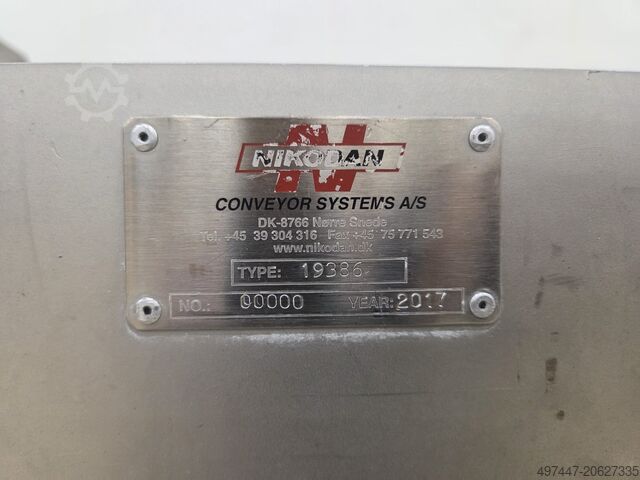 NIKODAN
CONVEYOR SYSTEMS A/S
DK-8766 Nørre Snede
Tel. +45 39 304 316 Fax +45 75 771 543
www.nikodan.dk
TYPE: 19386
NO.: 00000 YEAR: 2017
497447-20627335